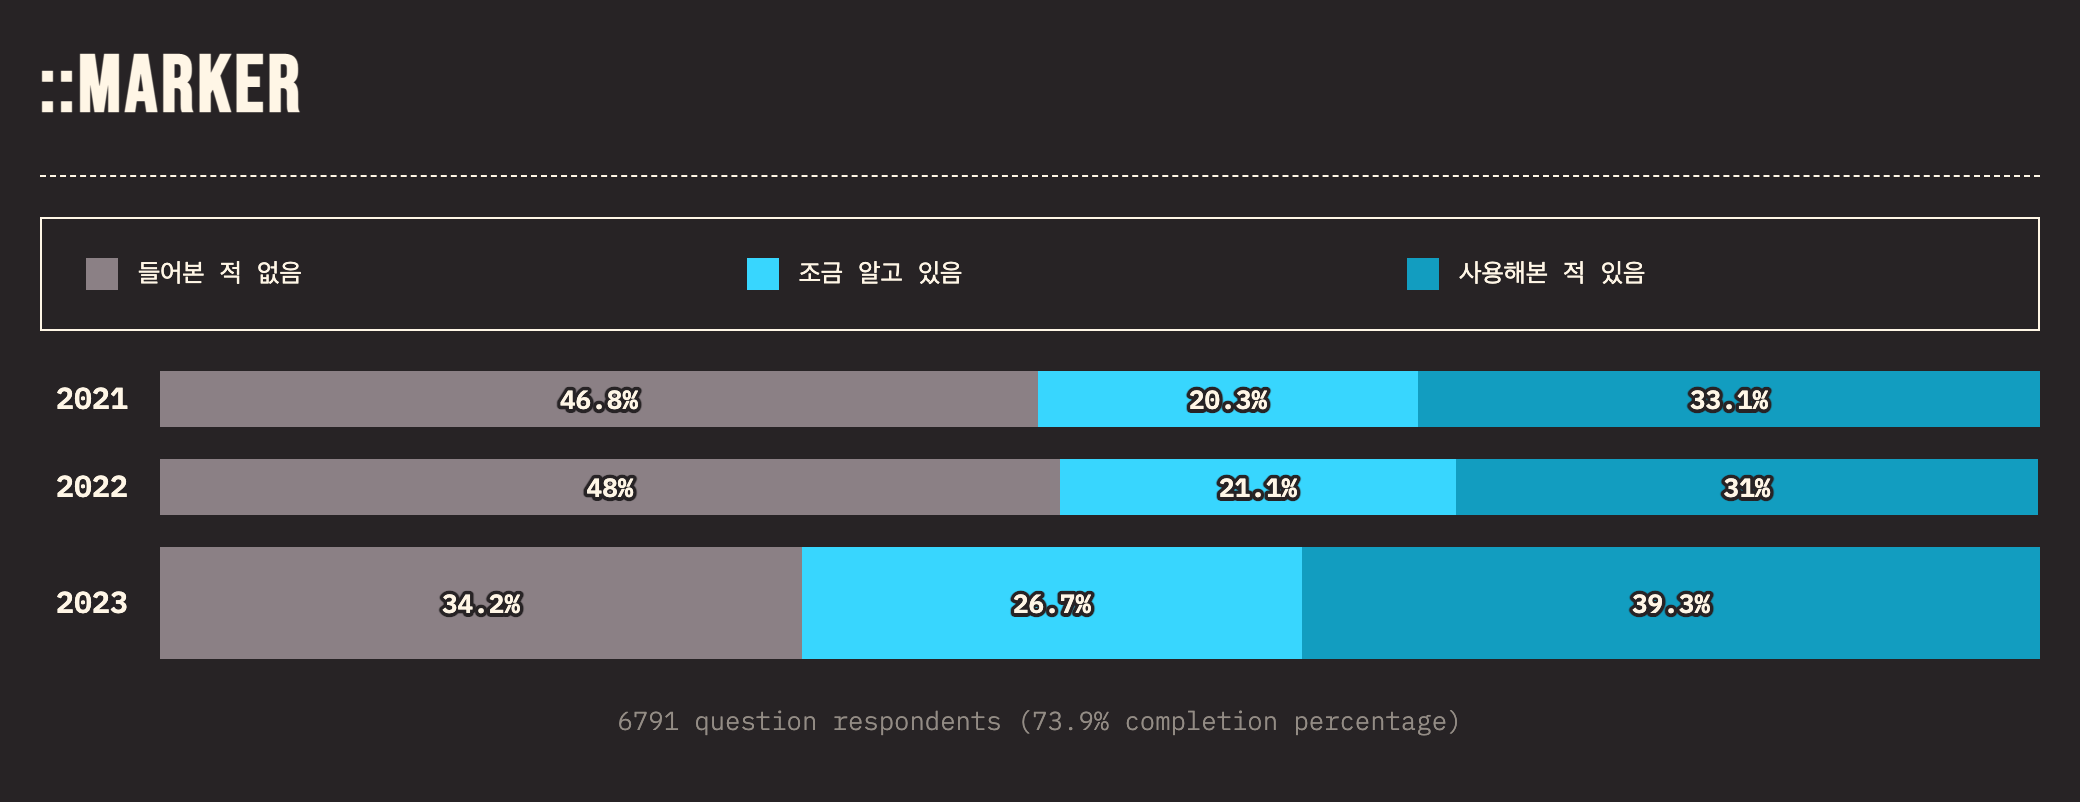 ::MARKER
들어본 적 없음 조금 알고 있음 사용해본 적 있음
2021 46.8% 20.3% 33.1%
2022 48% 21.1% 31%
2023 34.2% 26.7% 39.3%
6791 question respondents (73.9% completion percentage)